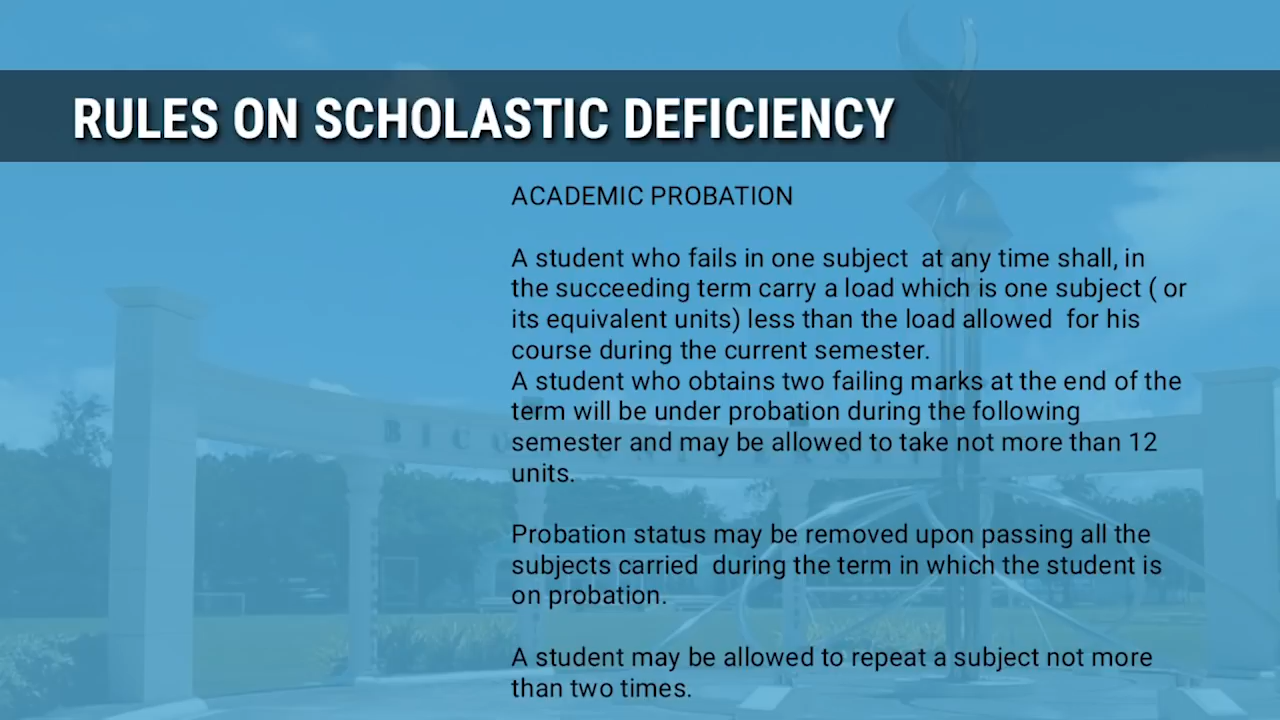 RULES ON SCHOLASTIC DEFICIENCY
ACADEMIC PROBATION
A student who fails in one subject at any time shall, in
the succeeding term carry a load which is one subject ( or
its equivalent units) less than the load allowed for his
course during the current semester.
A student who obtains two failing marks at the end of the
term will be under probation during the following
semester and may be allowed to take not more than 12
units.
Probation status may be removed upon passing all the
subjects carried during the term in which the student is
on probation.
A student may be allowed to repeat a subject not more
than two times.